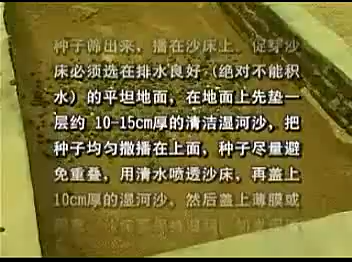 种子筛出来，播在沙床上。促芽沙
床必须选在排水良好(绝对不能积
水)的平坦地面，在地面上先垫一
层约 10-15cm厚的清洁湿河沙，把
种子均匀撒播在上面，种子尽量避
免重叠，用清水喷透沙床，再盖上
10cm厚的湿河沙，然后盖上薄膜或